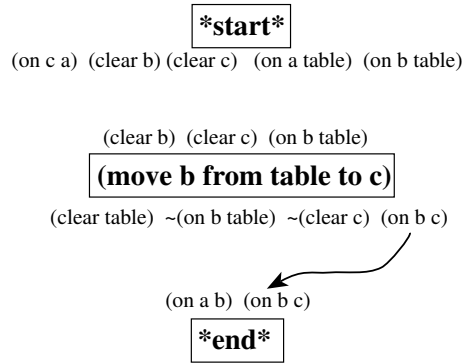 *start*
(on c a) (clear b) (clear c) (on a table) (on b table)
(clear b) (clear c) (on b table)
(move b from table to c)
(clear table) ~(on b table) ~(clear c) (on b c)
(on a b) (on b c)
*end*